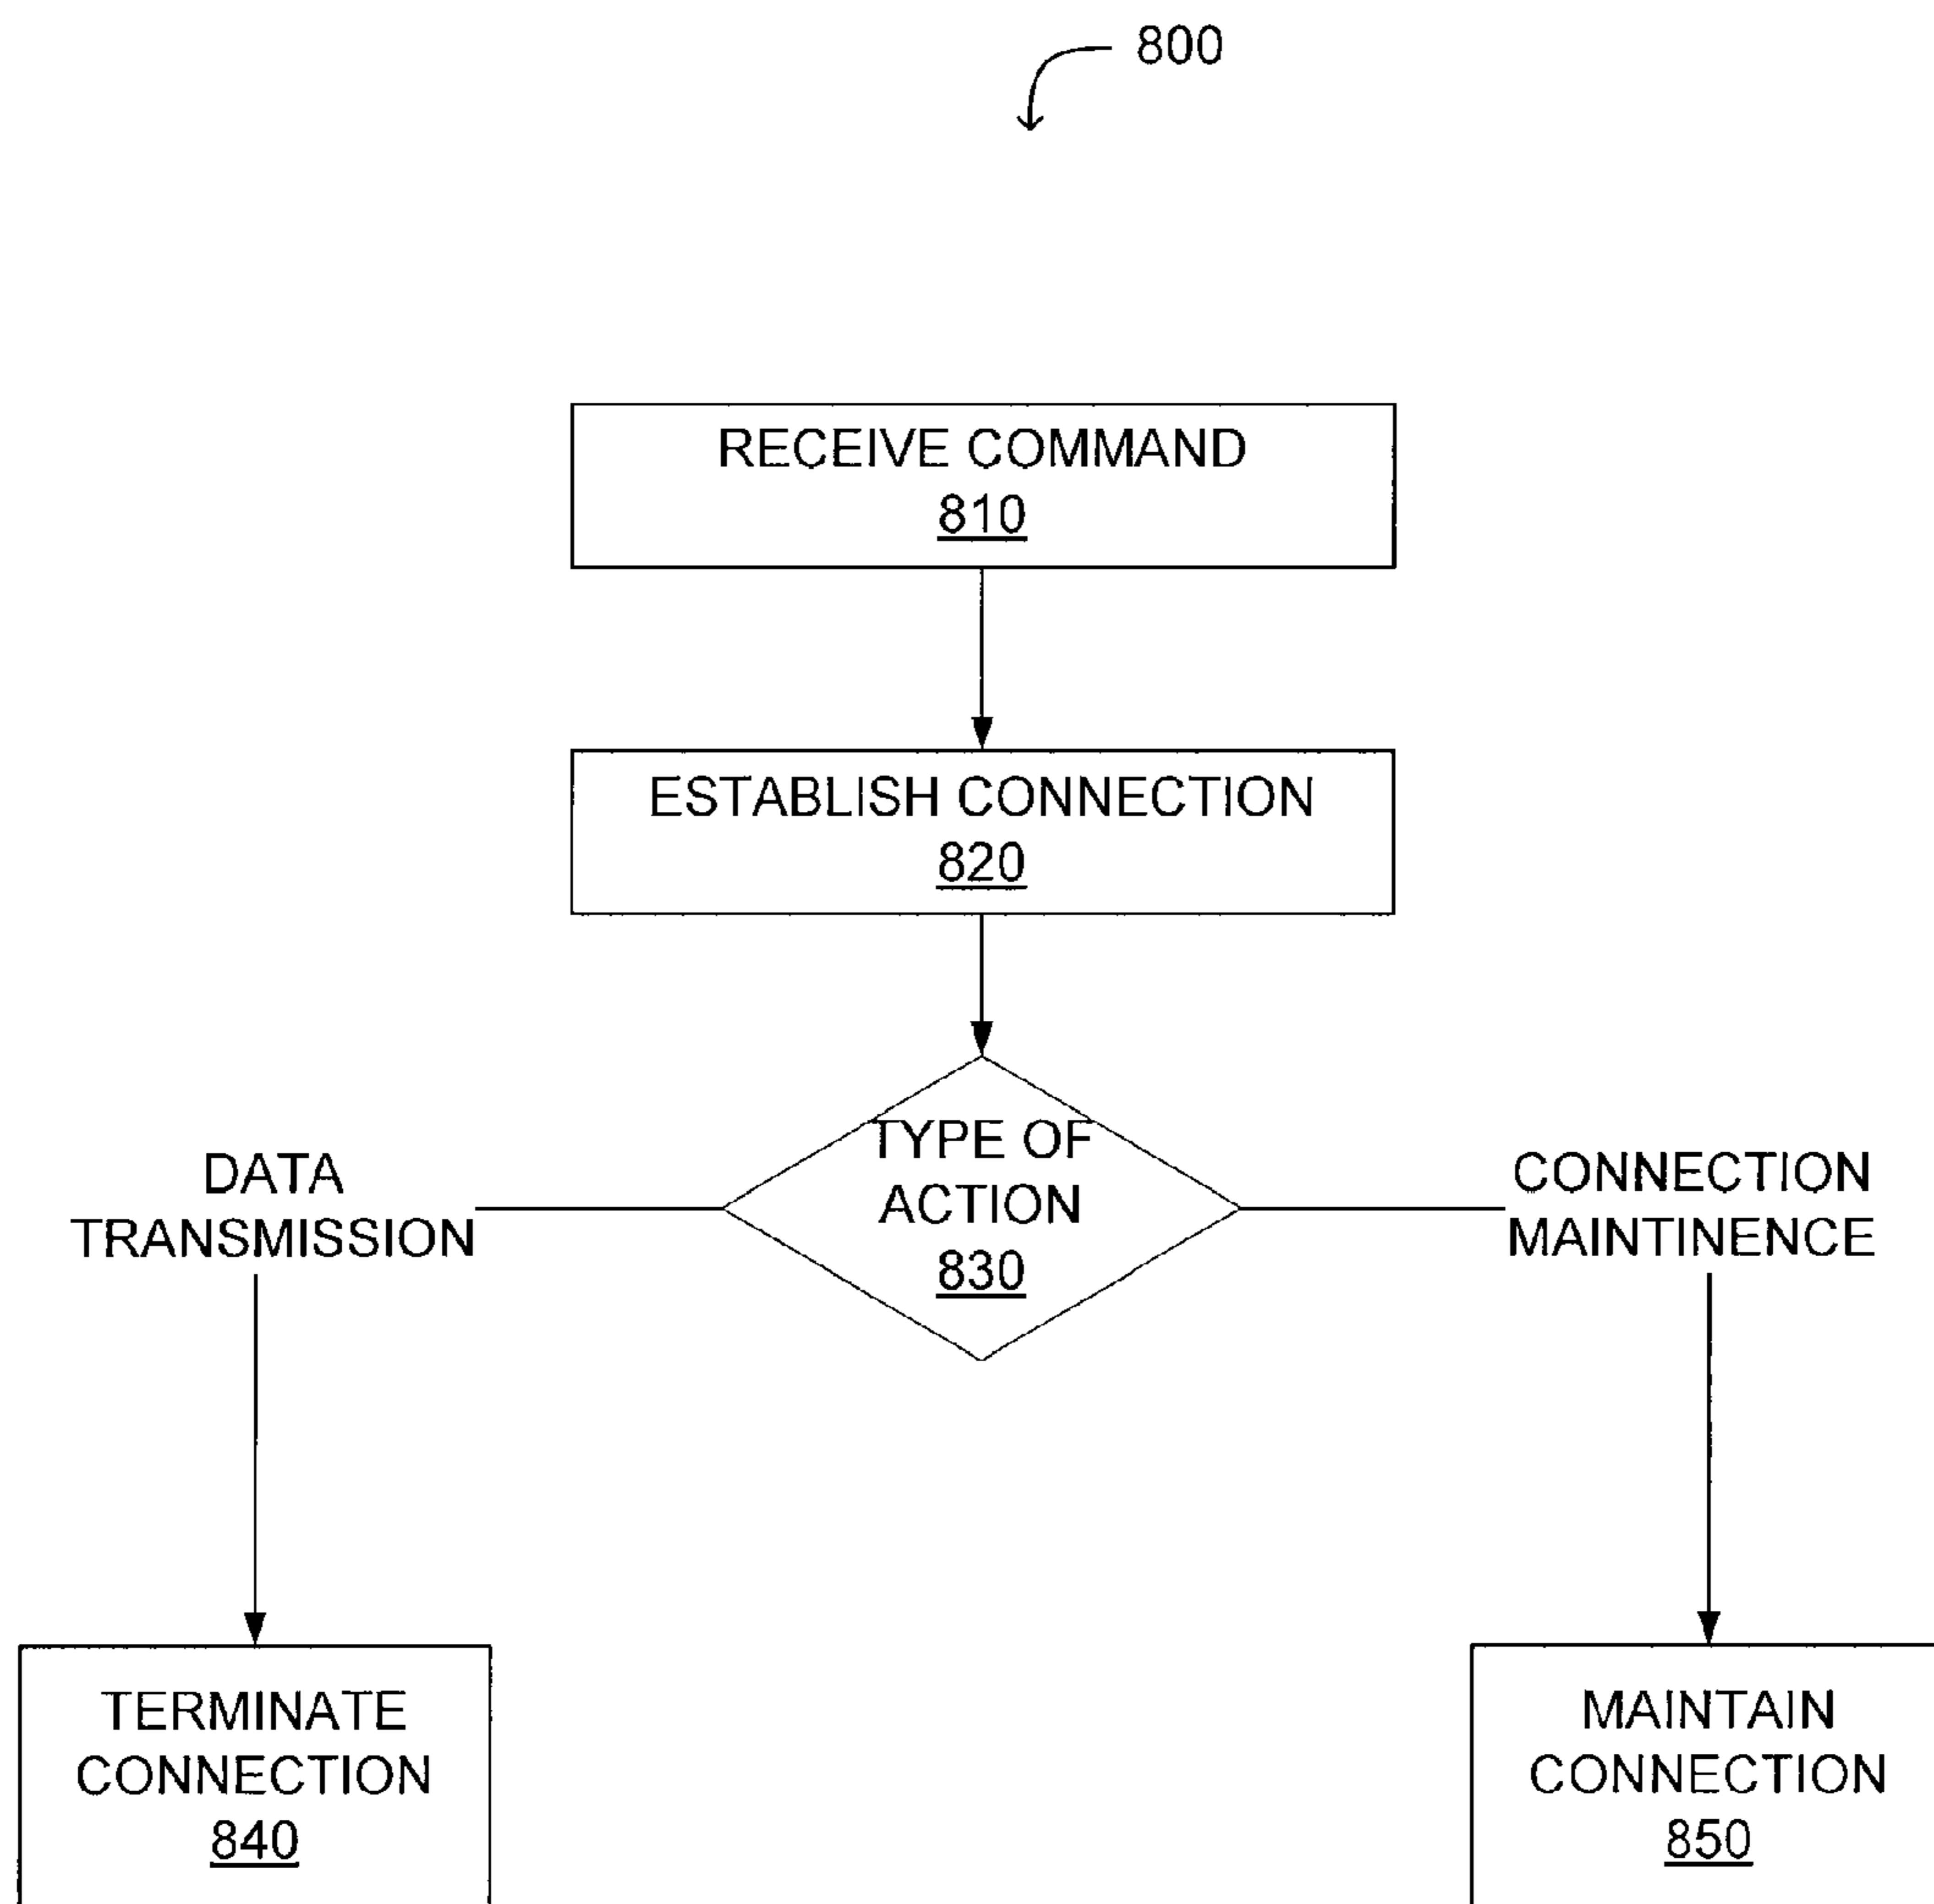 800
RECEIVE COMMAND
810
ESTABLISH CONNECTION
820
TYPE OF
ACTION
830
DATA
TRANSMISSION
CONNECTION
MAINTINENCE
TERMINATE
CONNECTION
840
MAINTAIN
CONNECTION
850